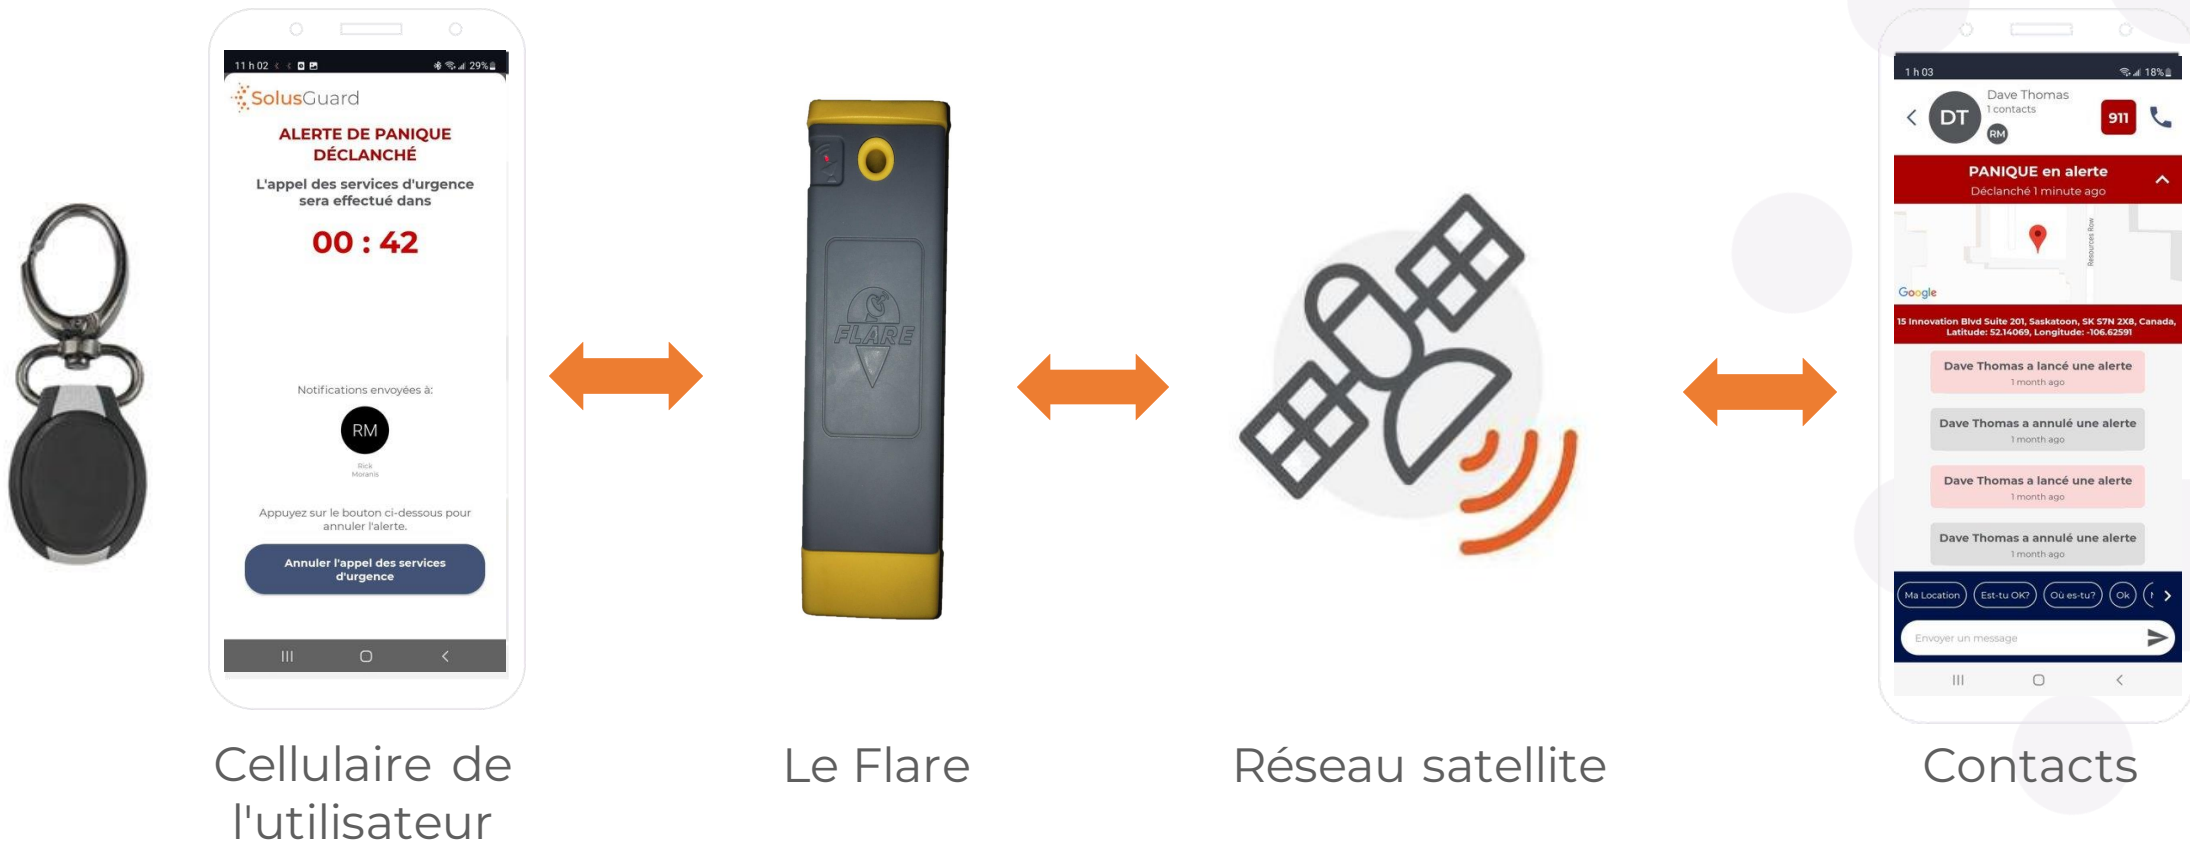 11 h 02
29%
SolusGuard
ALERTE DE PANIQUE
DÉCLANCHÉ
L'appel des services d'urgence
sera effectué dans
00 : 42
Notifications envoyées à:
RM
Rick
Moranis
Appuyez sur le bouton ci-dessous pour
annuler l'alerte.
Annuler l'appel des services
d'urgence
Cellulaire de
l'utilisateur
FLARE
Le Flare
Réseau satellite
1 h 03
18%
DT
Dave Thomas
1 contacts
RM
911
PANIQUE en alerte
Déclanché 1 minute ago
Resources Row
Google
15 Innovation Blvd Suite 201, Saskatoon, SK S7N 2X8, Canada,
Latitude: 52.14069, Longitude: -106.62591
Dave Thomas a lancé une alerte
1 month ago
Dave Thomas a annulé une alerte
1 month ago
Dave Thomas a lancé une alerte
1 month ago
Dave Thomas a annulé une alerte
1 month ago
Ma Location
Est-tu OK?
Où es-tu?
Ok
Envoyer un message
Contacts